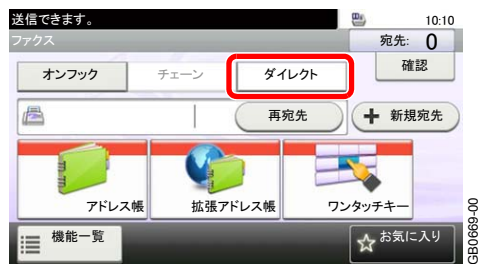 送信できます。
10:10
ファクス
宛先: 0
オンフック
チェーン
ダイレクト
確認
再宛先
新規宛先
アドレス帳
拡張アドレス帳
ワンタッチキー
機能一覧
お気に入り
GB0669-00